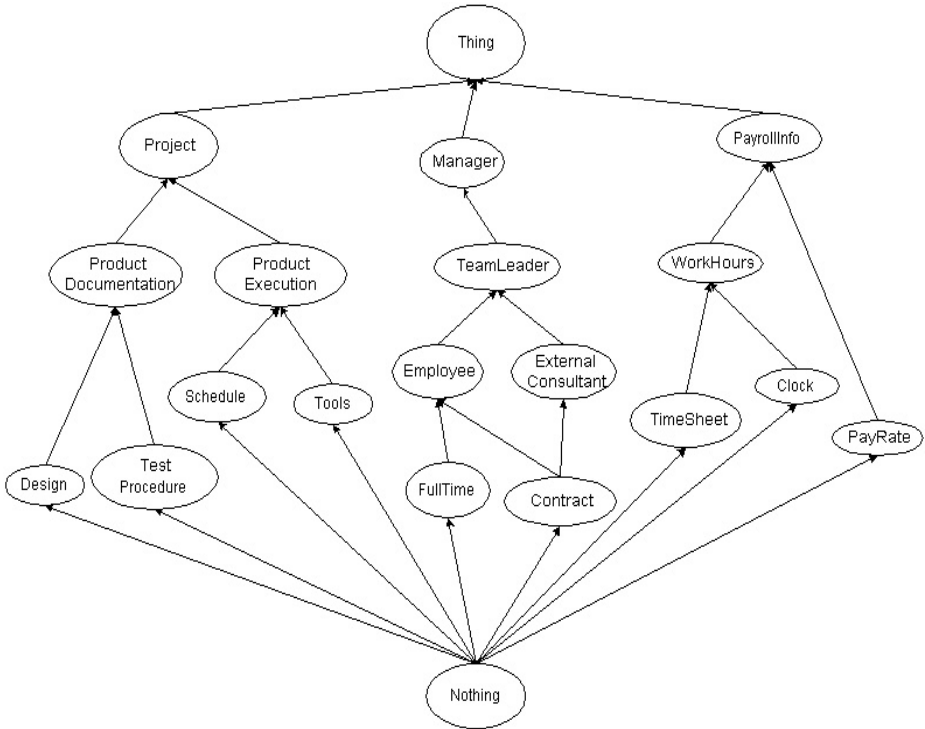 Thing
Project
Manager
PayrollInfo
Product
Documentation
Product
Execution
TeamLeader
WorkHours
Schedule
Tools
Employee
External
Consultant
TimeSheet
Clock
PayRate
Design
Test
Procedure
FullTime
Contract
Nothing